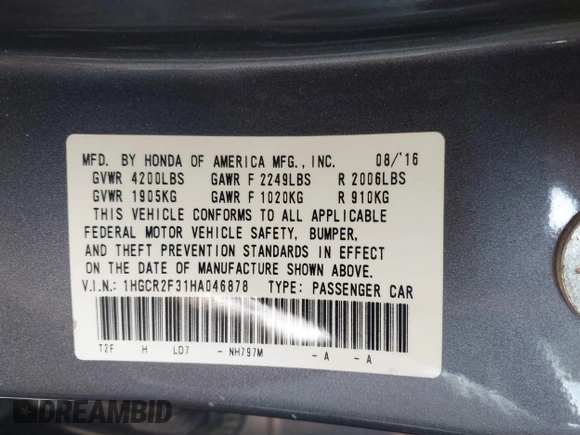 MFD. BY HONDA OF AMERICA MFG., INC. 08/'16
GVWR 4200LBS GAWR F 2249LBS R 2006LBS
GVWR 1905KG GAWR F 1020KG R 910KG
THIS VEHICLE CONFORMS TO ALL APPLICABLE
FEDERAL MOTOR VEHICLE SAFETY, BUMPER,
AND THEFT PREVENTION STANDARDS IN EFFECT
ON THE DATE OF MANUFACTURE SHOWN ABOVE.
V.I.N.: 1HGCR2F31HA046878 TYPE: PASSENGER CAR
T2F H LD7 - NH797M - A - A
DREAMBID